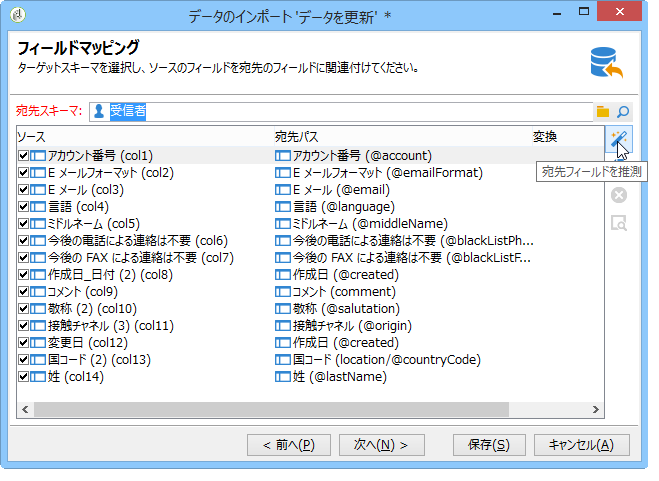 データのインポート 'データを更新' *
フィールドマッピング
ターゲットスキーマを選択し、ソースのフィールドを宛先のフィールドに関連付けてください。
宛先スキーマ: 受信者
ソース 宛先パス 変換
アカウント番号 (col1) アカウント番号 (@account)
E メールフォーマット (col2) E メールフォーマット (@emailFormat)
宛先フィールドを推測
E メール (col3) E メール (@email)
言語 (col4) 言語 (@language)
ミドルネーム (col5) ミドルネーム (@middleName)
今後の電話による連絡は不要 (col6) 今後の電話による連絡は不要 (@blackListPh...
今後の FAX による連絡は不要 (col7) 今後の FAX による連絡は不要 (@blackListF...
作成日_日付 (2) (col8) 作成日 (@created)
コメント (col9) コメント (comment)
敬称 (2) (col10) 敬称 (@salutation)
接触チャネル (3) (col11) 接触チャネル (@origin)
変更日 (col12) 作成日 (@created)
国コード (2) (col13) 国コード (location/@countryCode)
姓 (col14) 姓 (@lastName)
< 前へ(P) 次へ(N) > 保存(S) キャンセル(A)